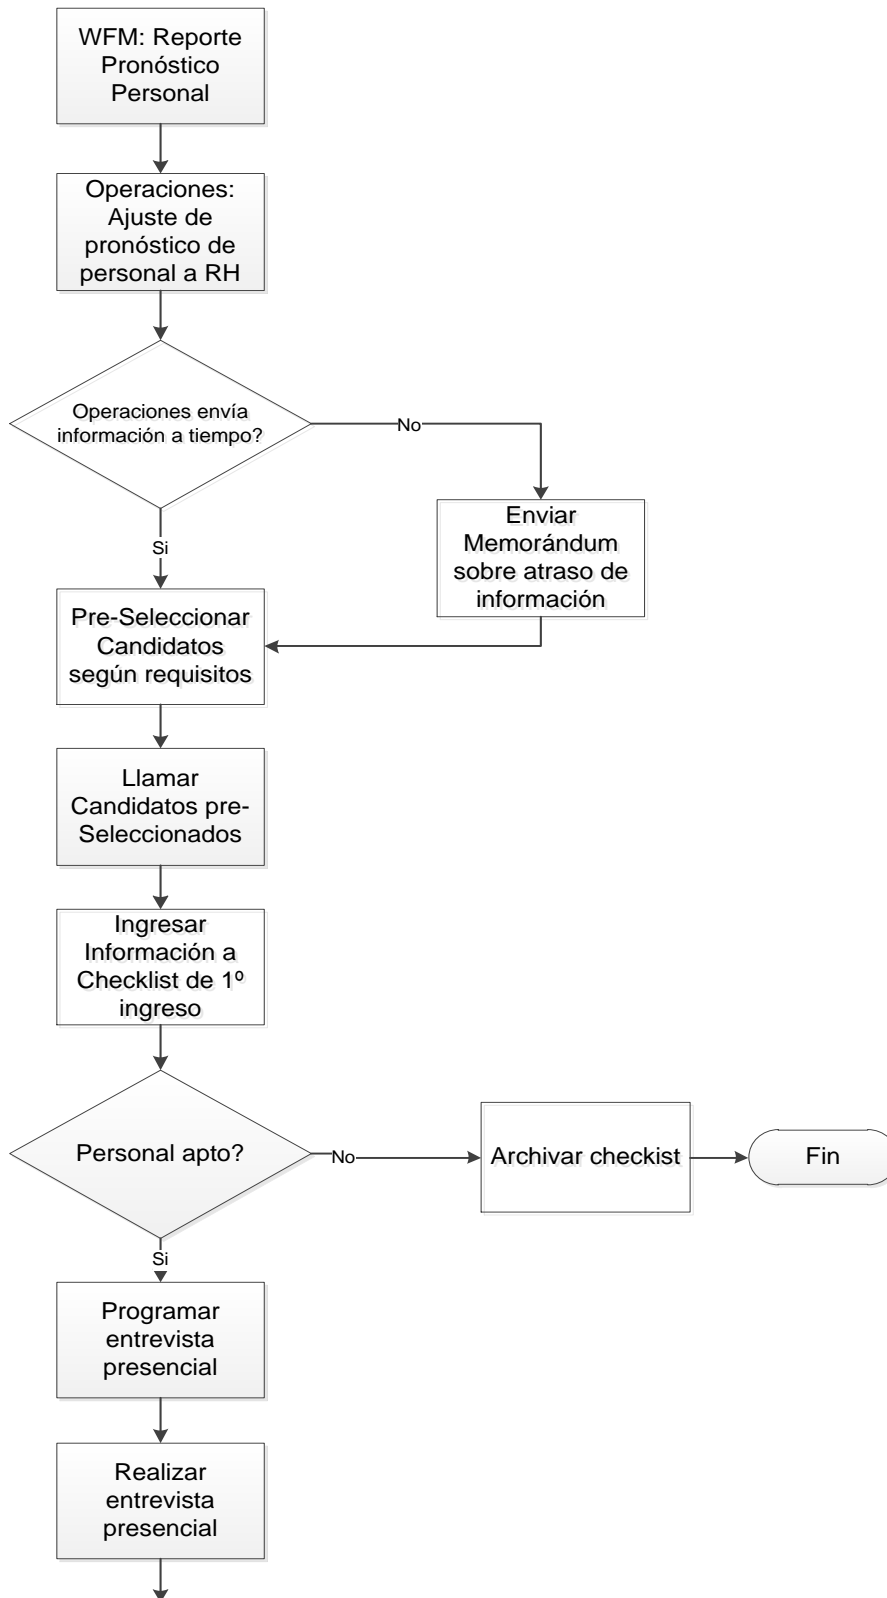 WFM: Reporte
Pronóstico
Personal
Operaciones:
Ajuste de
pronóstico de
personal a RH
Operaciones envía
información a tiempo?
No
Enviar
Memorándum
sobre atraso de
información
Si
Pre-Seleccionar
Candidatos
según requisitos
Llamar
Candidatos pre-
Seleccionados
Ingresar
Información a
Checklist de 1º
ingreso
Personal apto?
No
Archivar checkist
Fin
Si
Programar
entrevista
presencial
Realizar
entrevista
presencial